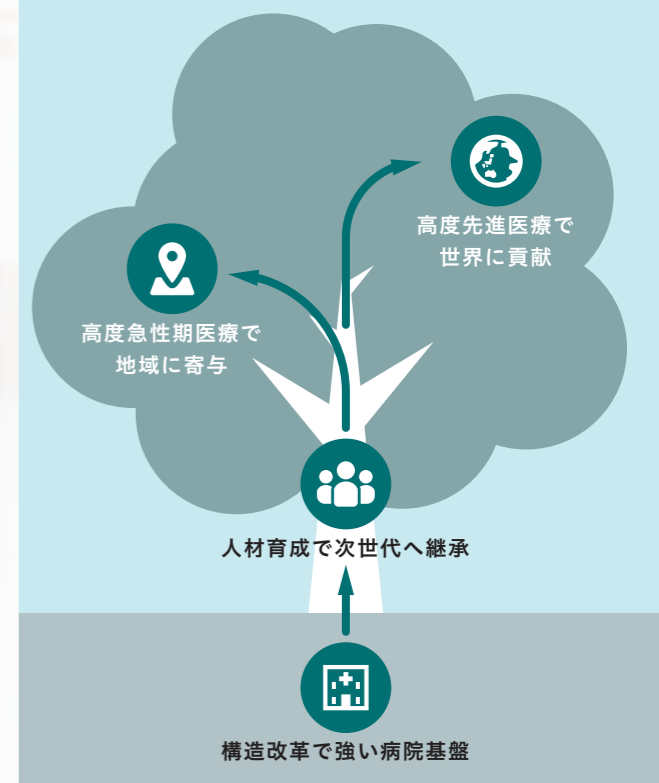 高度先進医療で
世界に貢献
高度急性期医療で
地域に寄与
人材育成で次世代へ継承
構造改革で強い病院基盤